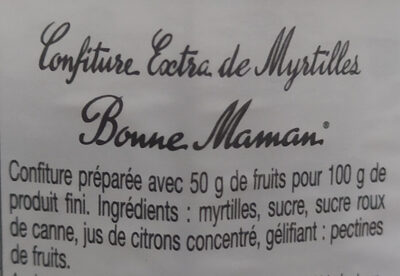 Confiture Extra de Myrtilles
Bonne Maman®
Confiture préparée avec 50 g de fruits pour 100 g de
produit fini. Ingrédients : myrtilles, sucre, sucre roux
de canne, jus de citrons concentré, gélifiant : pectines
de fruits.